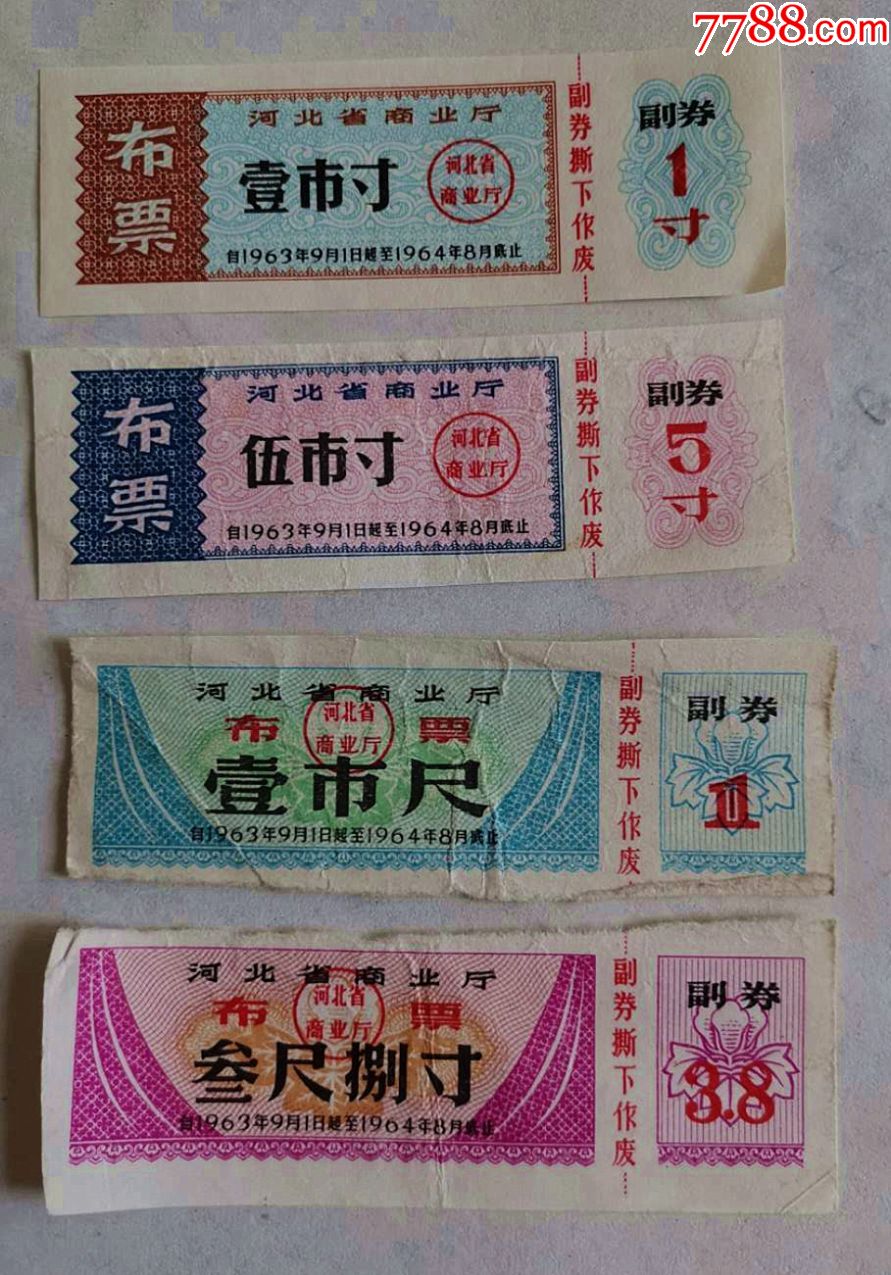 7788.com
布票
河北省商业厅
壹市寸
河北省
商业厅
自1963年9月1日起至1964年8月底止
副券撕下作废
副券
1
寸
布票
河北省商业厅
伍市寸
河北省
商业厅
自1963年9月1日起至1964年8月底止
副券撕下作废
副券
5
寸
河北省商业厅
布票
河北省
商业厅
壹市尺
自1963年9月1日起至1964年8月底止
副券撕下作废
副券
1
河北省商业厅
布票
河北省
商业厅
叁尺捌寸
自1963年9月1日起至1964年8月底止
副券撕下作废
副券
3.8